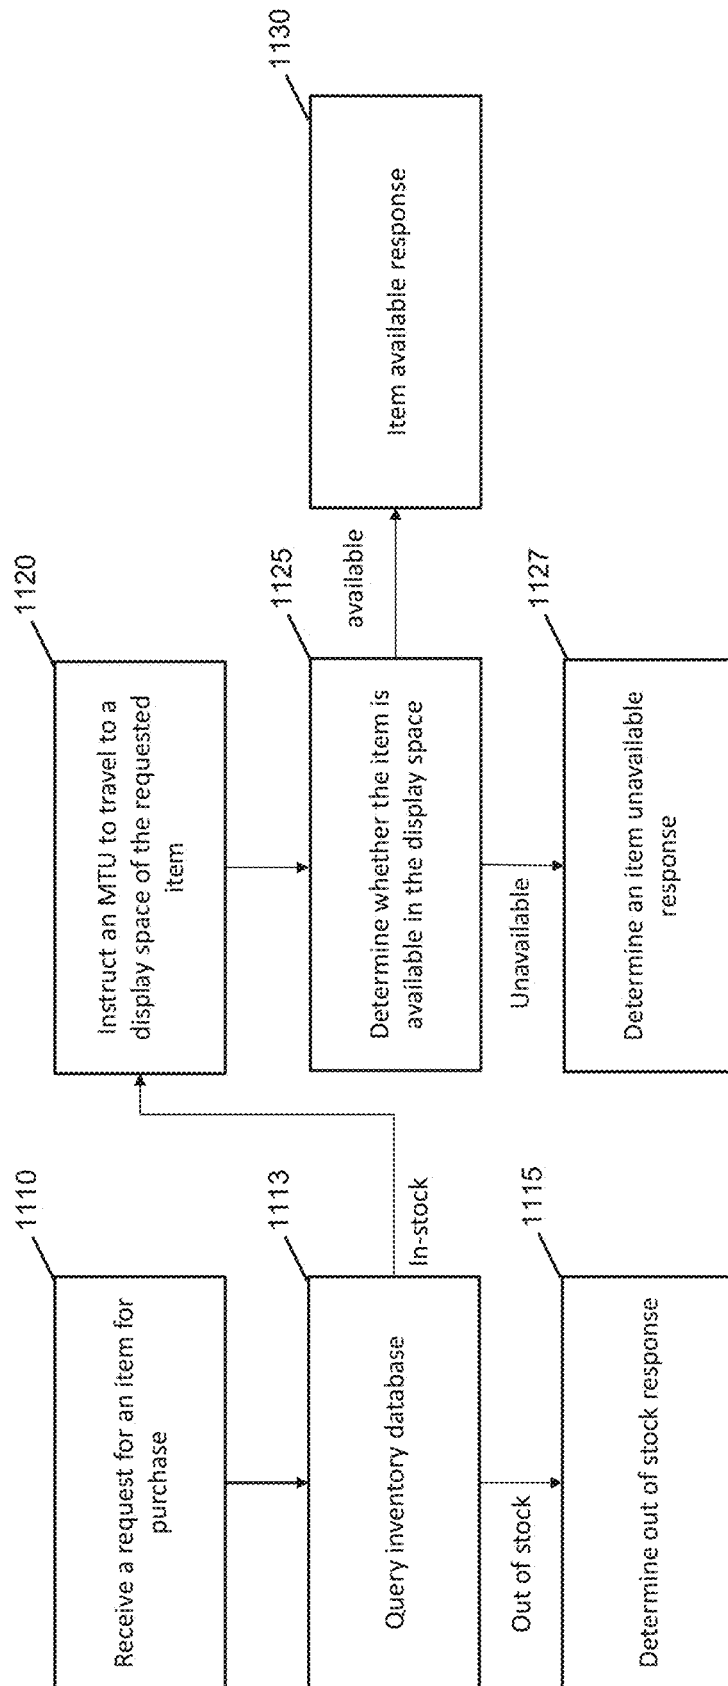 1110
Receive a request for an item for
purchase
1113
Query inventory database
In-stock
Out of stock
1115
Determine out of stock response
1120
Instruct an MTU to travel to a
display space of the requested
item
1125
Determine whether the item is
available in the display space
available
Unavailable
1127
Determine an item unavailable
response
1130
Item available response